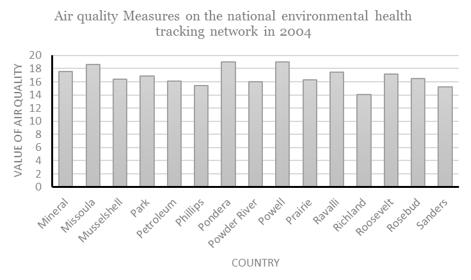 Air quality Measures on the national environmental health
tracking network in 2004
VALUE OF AIR QUALITY
20
18
16
14
12
10
8
6
4
2
0
Mineral
Missoula
Musselshell
Park
Petroleum
Phillips
Pondera
Powder River
Powell
Prairie
Ravalli
Richland
Roosevelt
Rosebud
Sanders
COUNTRY